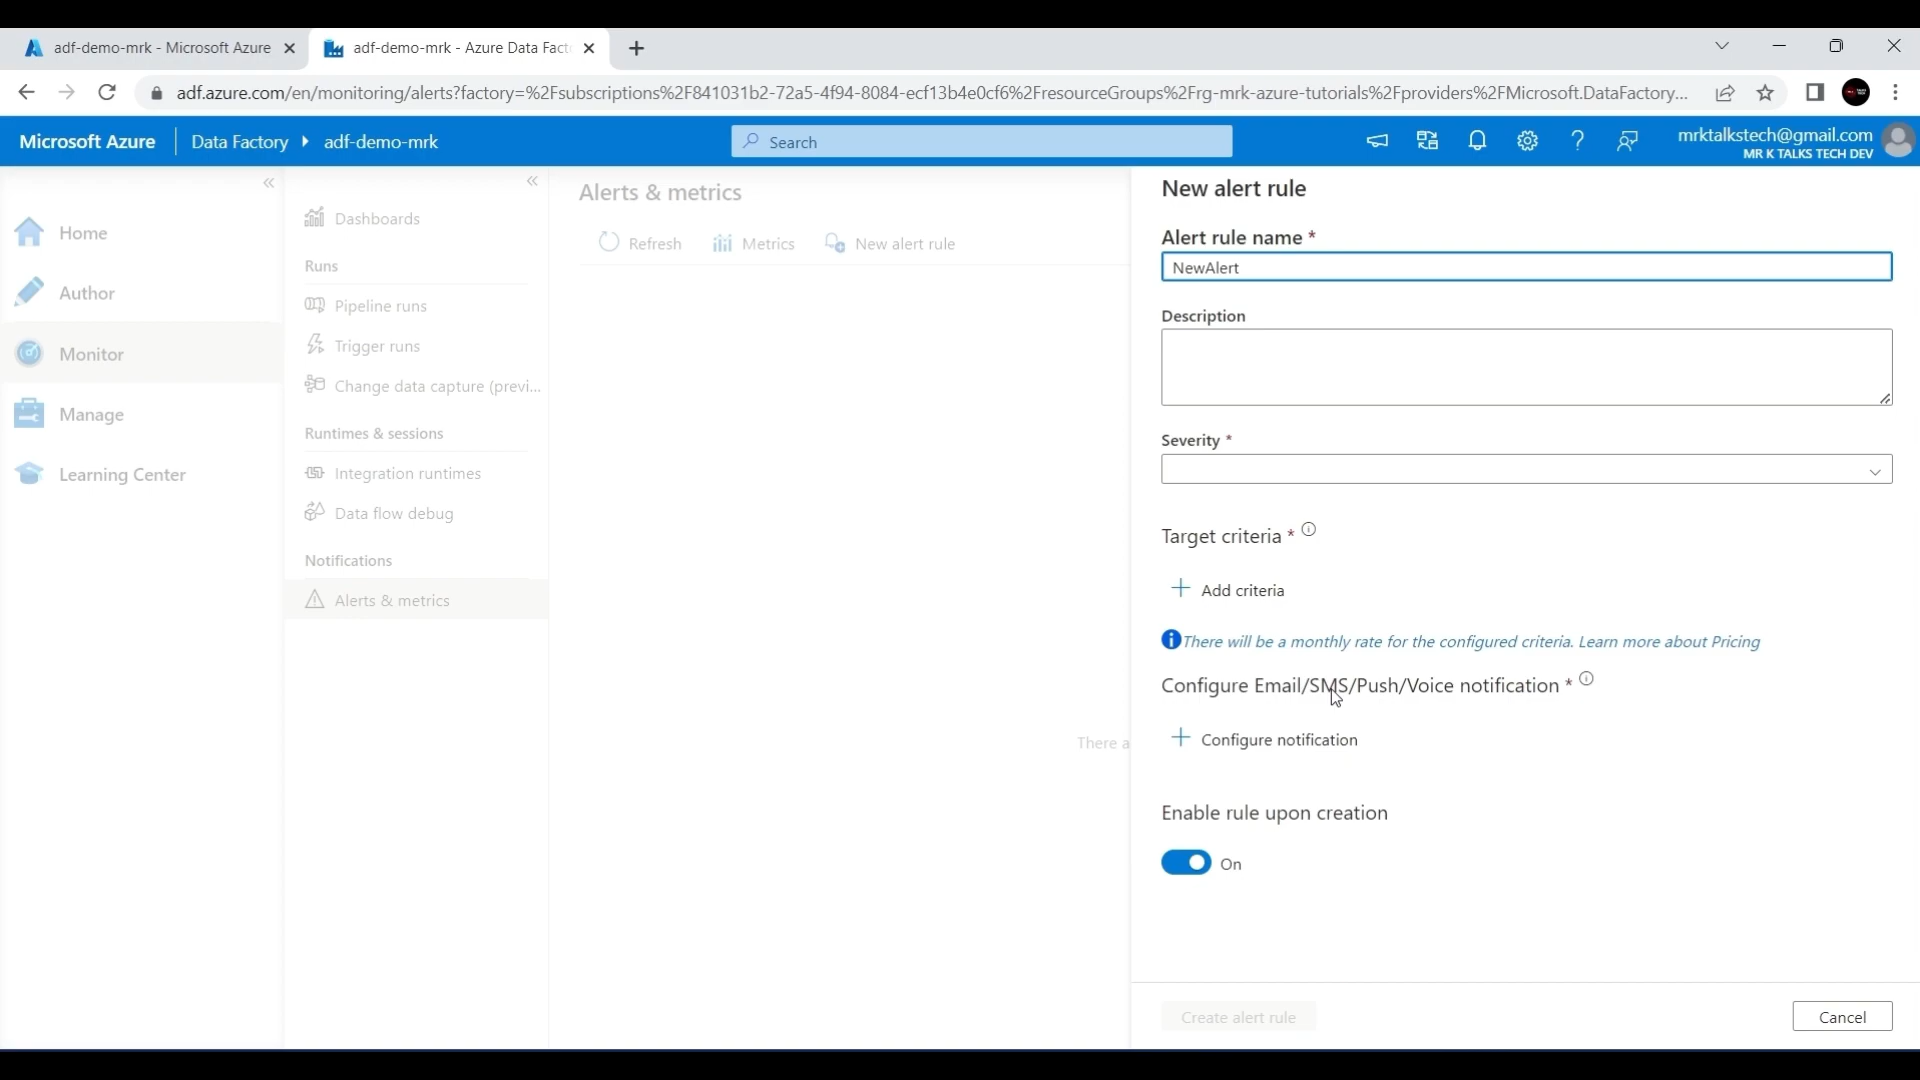 adf-demo-mrk - Microsoft Azure
adf-demo-mrk - Azure Data Fact
adf.azure.com/en/monitoring/alerts?factory=%2Fsubscriptions%2F841031b2-72a5-4f94-8084-ecf13b4e0cf6%2FresourceGroups%2Frg-mrk-azure-tutorials%2Fproviders%2FMicrosoft.DataFactory...
Microsoft Azure
Data Factory
adf-demo-mrk
Search
mrktalkstech@gmail.com
MR K TALKS TECH DEV
Home
Author
Monitor
Manage
Learning Center
Dashboards
Runs
Pipeline runs
Trigger runs
Change data capture (previ...
Runtimes & sessions
Integration runtimes
Data flow debug
Notifications
Alerts & metrics
Alerts & metrics
Refresh
Metrics
New alert rule
There a
New alert rule
Alert rule name *
NewAlert
Description
Severity *
Target criteria *
Add criteria
There will be a monthly rate for the configured criteria. Learn more about Pricing
Configure Email/SMS/Push/Voice notification *
Configure notification
Enable rule upon creation
On
Create alert rule
Cancel